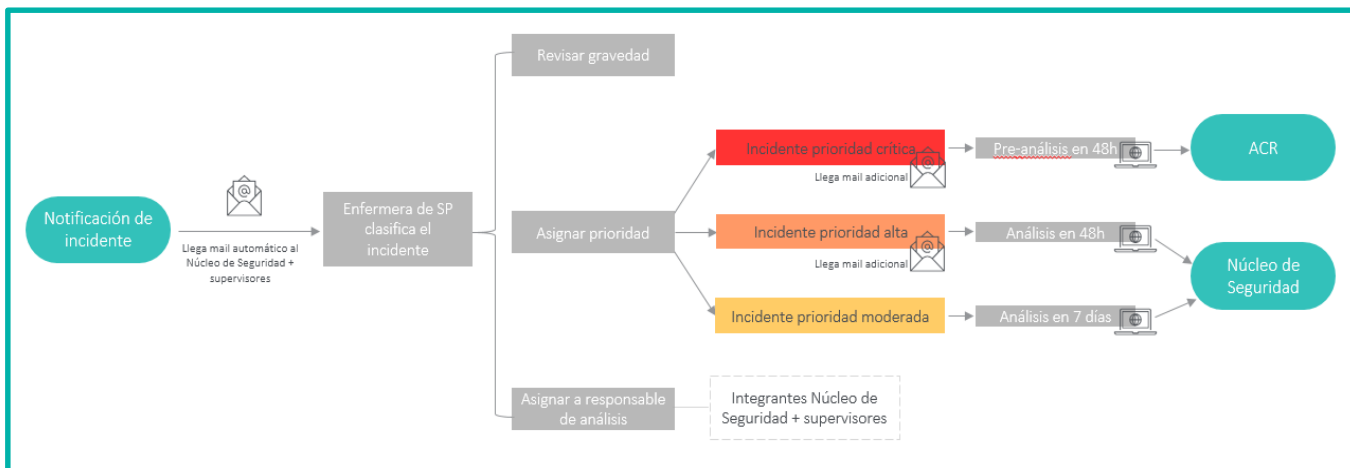 Notificación de
incidente
Llega mail automático al
Núcleo de Seguridad +
supervisores
Enfermera de SP
clasifica el
incidente
Revisar gravedad
Asignar prioridad
Asignar a responsable
de análisis
Incidente prioridad crítica
Llega mail adicional
Incidente prioridad alta
Llega mail adicional
Incidente prioridad moderada
Integrantes Núcleo de
Seguridad + supervisores
Pre-análisis en 48h
Análisis en 48h
Análisis en 7 días
ACR
Núcleo de
Seguridad